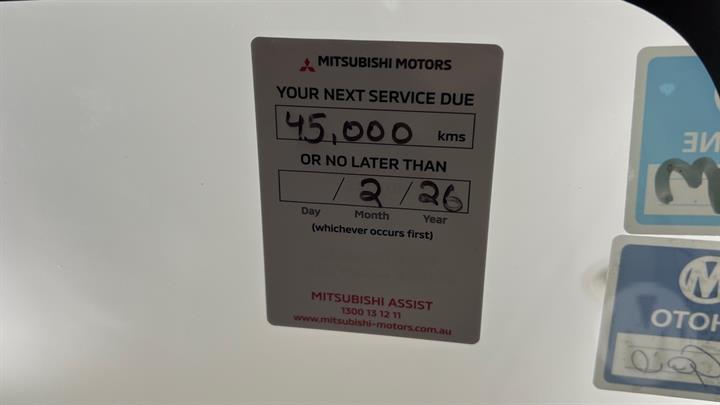 MITSUBISHI MOTORS
YOUR NEXT SERVICE DUE
45,000 kms
OR NO LATER THAN
/ 2 / 26
Day Month Year
(whichever occurs first)
MITSUBISHI ASSIST
1300 13 12 11
www.mitsubishi-motors.com.au